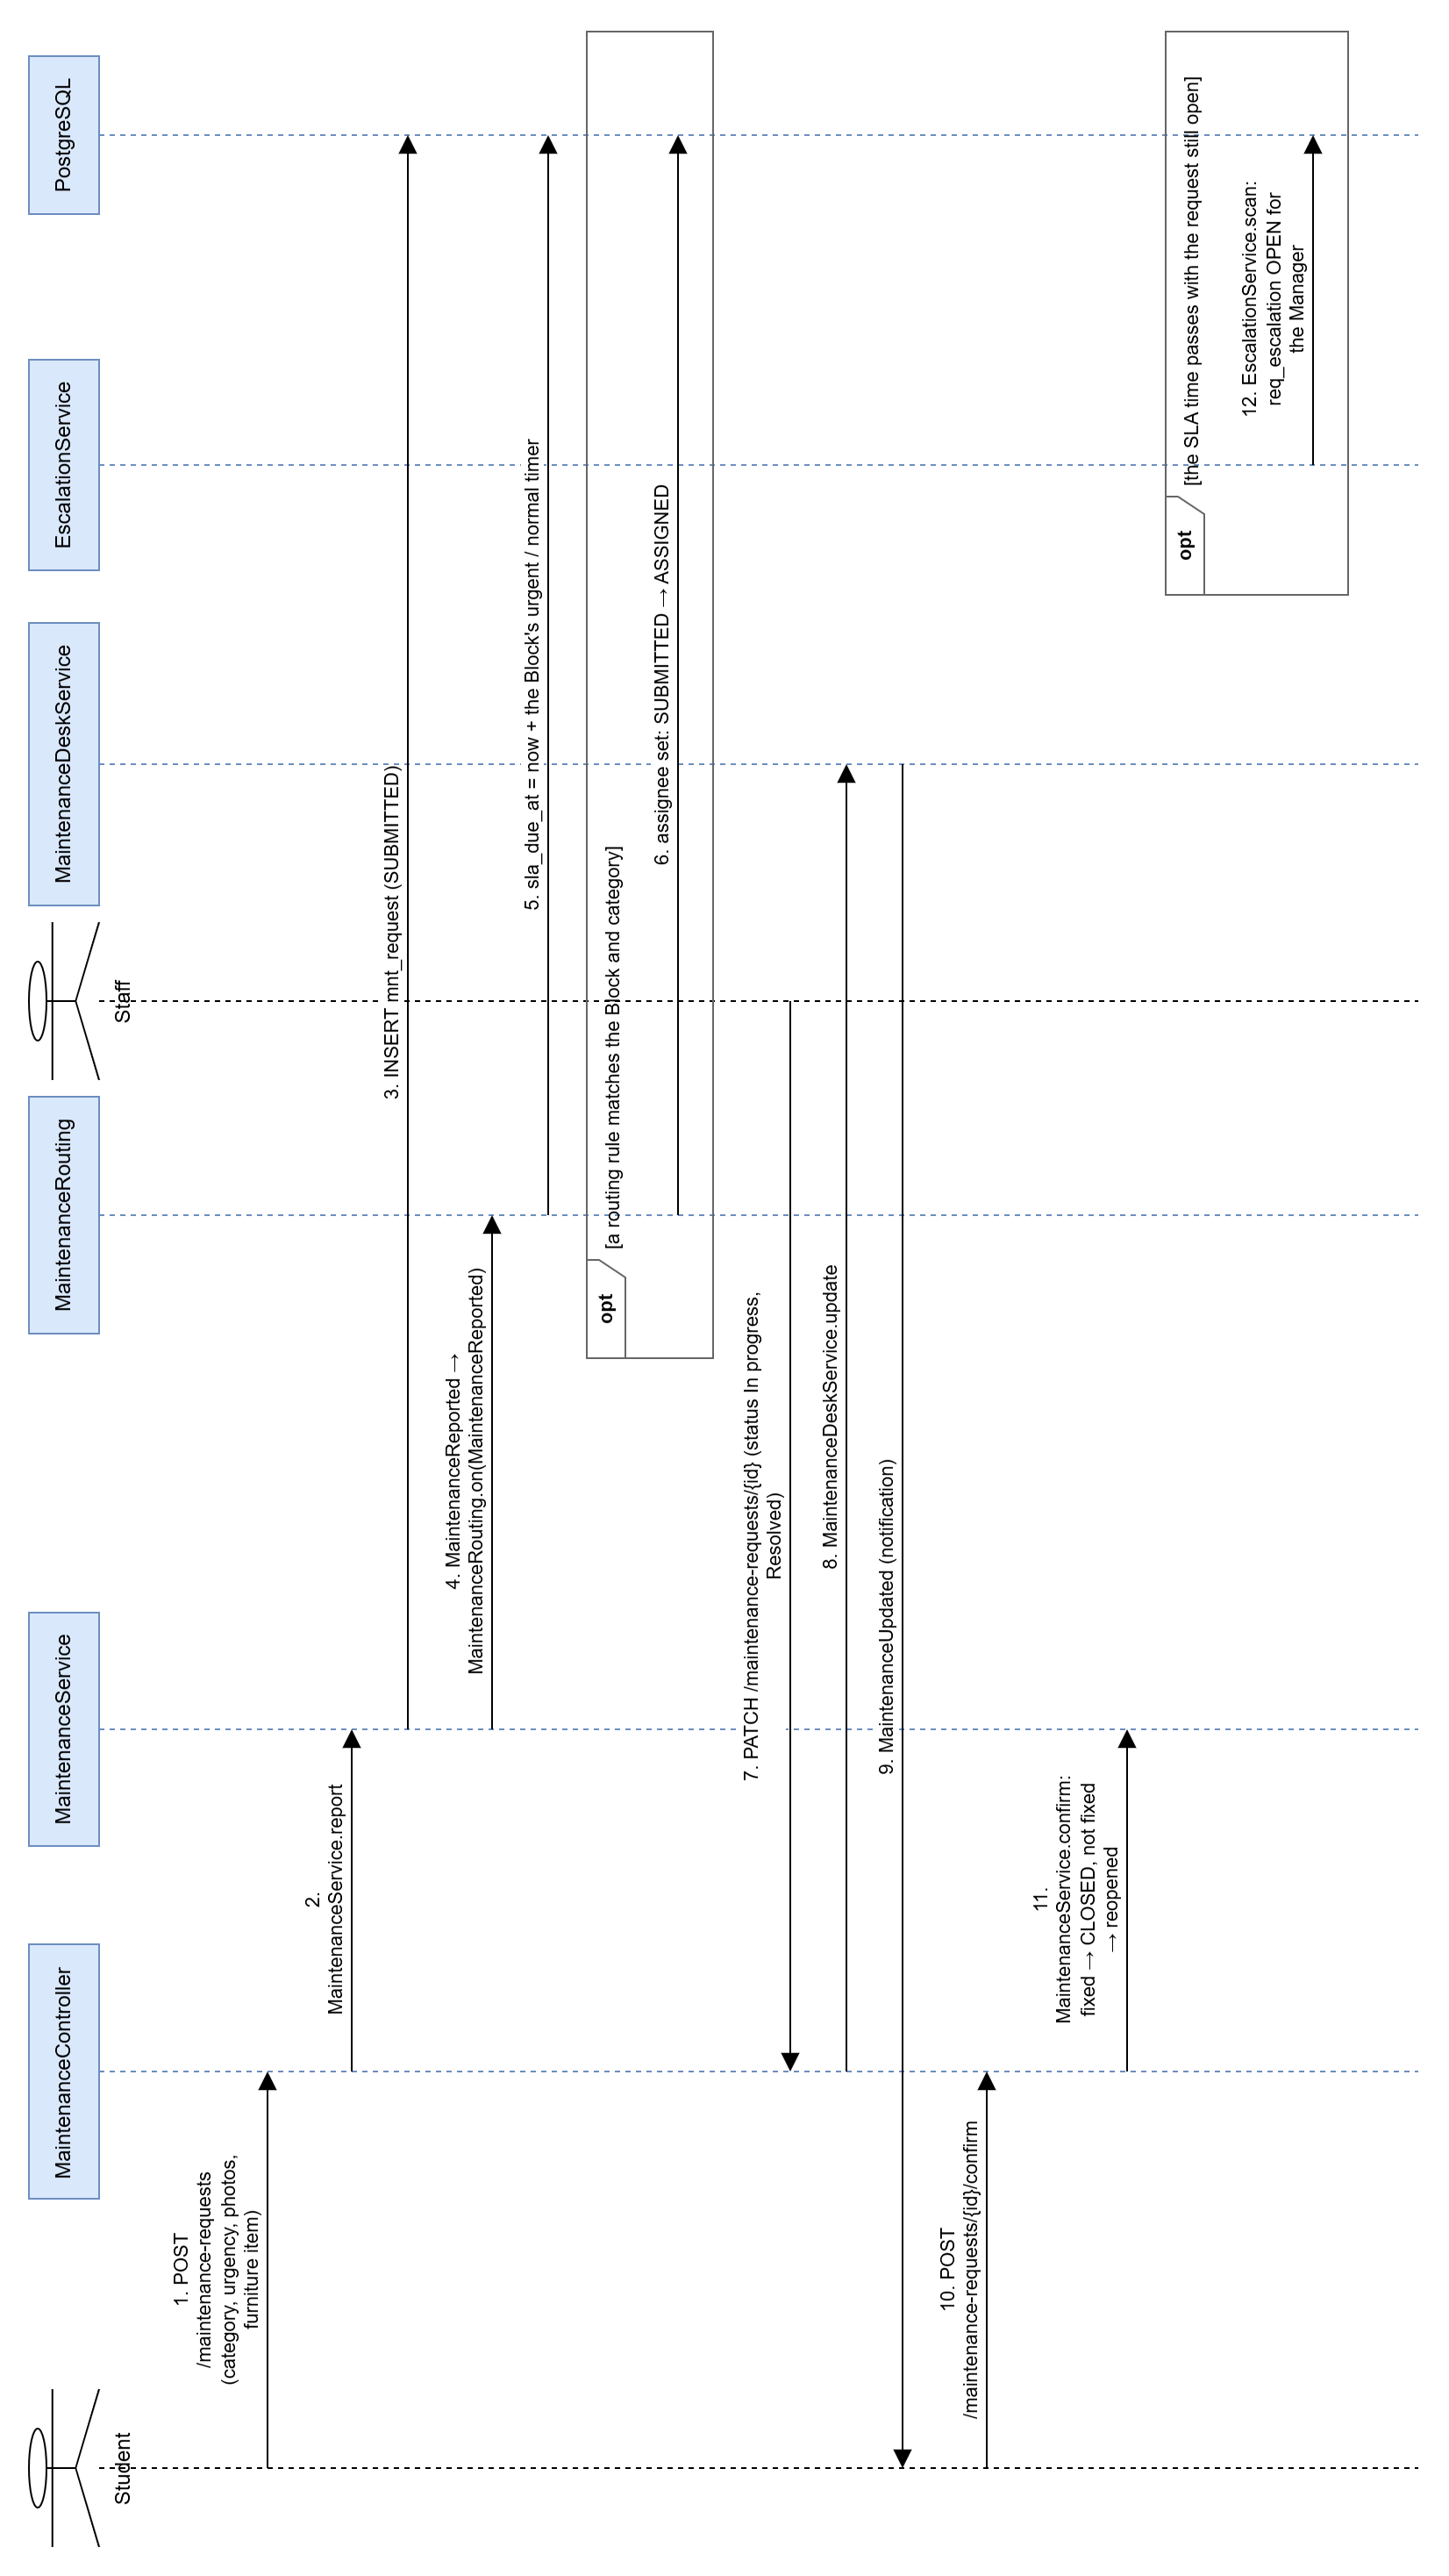 Student
MaintenanceController
MaintenanceService
MaintenanceRouting
Staff
MaintenanceDeskService
EscalationService
PostgreSQL
1. POST
/maintenance-requests
(category, urgency, photos,
furniture item)
2.
MaintenanceService.report
3. INSERT mnt_request (SUBMITTED)
4. MaintenanceReported →
MaintenanceRouting.on(MaintenanceReported)
5. sla_due_at = now + the Block's urgent / normal timer
opt
[a routing rule matches the Block and category]
6. assignee set: SUBMITTED → ASSIGNED
7. PATCH /maintenance-requests/{id} (status In progress,
Resolved)
8. MaintenanceDeskService.update
9. MaintenanceUpdated (notification)
10. POST
/maintenance-requests/{id}/confirm
11.
MaintenanceService.confirm:
fixed → CLOSED, not fixed
→ reopened
opt
[the SLA time passes with the request still open]
12. EscalationService.scan:
req_escalation OPEN for
the Manager